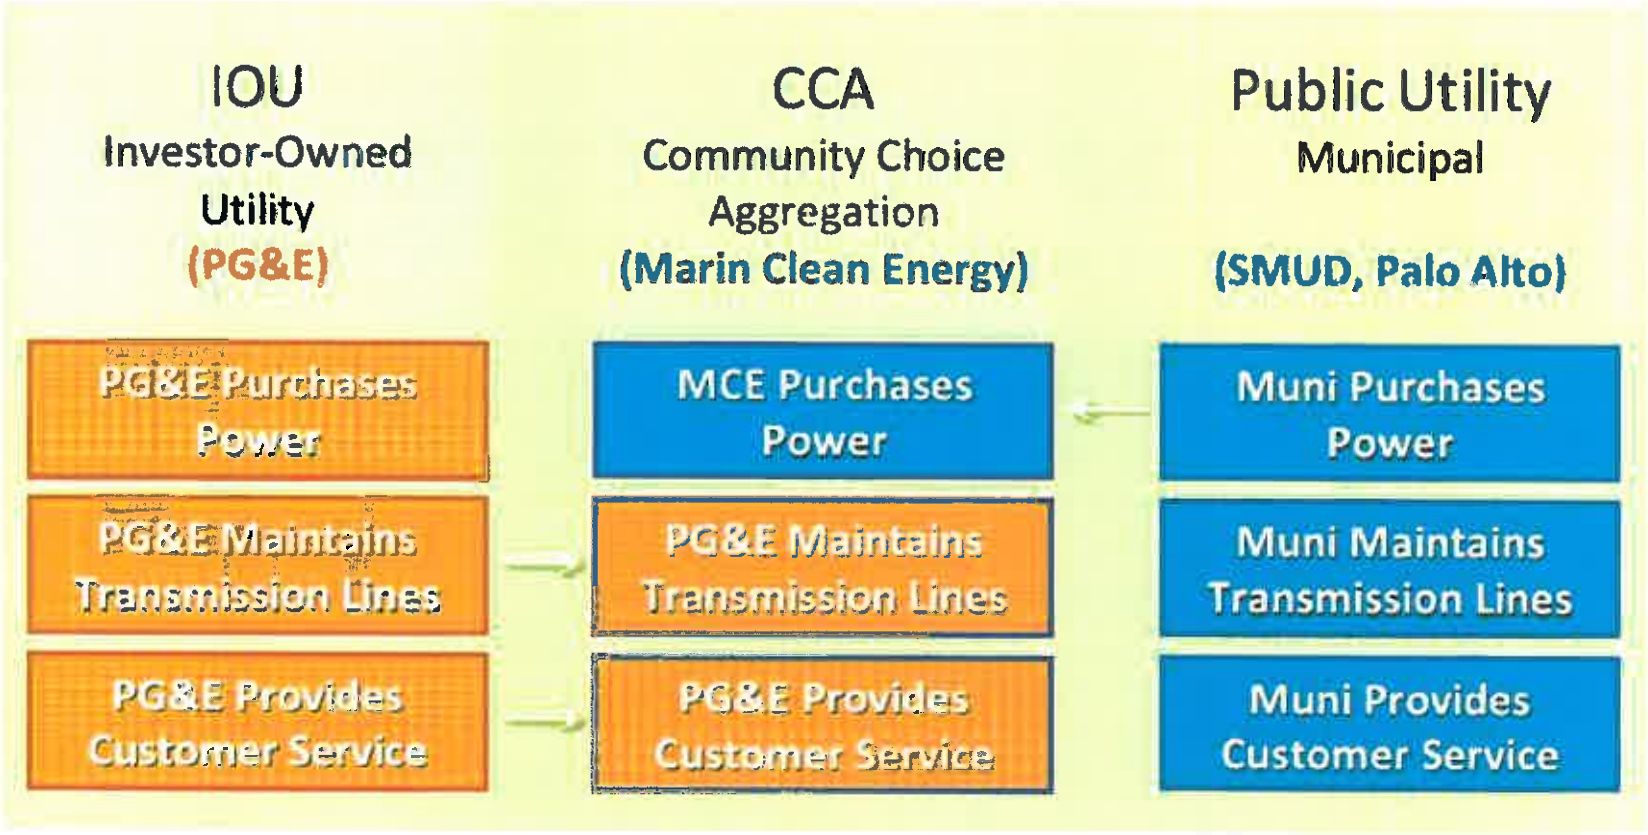 IOU
Investor-Owned
Utility
(PG&E)
PG&E Purchases
Power
PG&E Maintains
Transmission Lines
PG&E Provides
Customer Service
CCA
Community Choice
Aggregation
(Marin Clean Energy)
MCE Purchases
Power
PG&E Maintains
Transmission Lines
PG&E Provides
Customer Service
Public Utility
Municipal
(SMUD, Palo Alto)
Muni Purchases
Power
Muni Maintains
Transmission Lines
Muni Provides
Customer Service